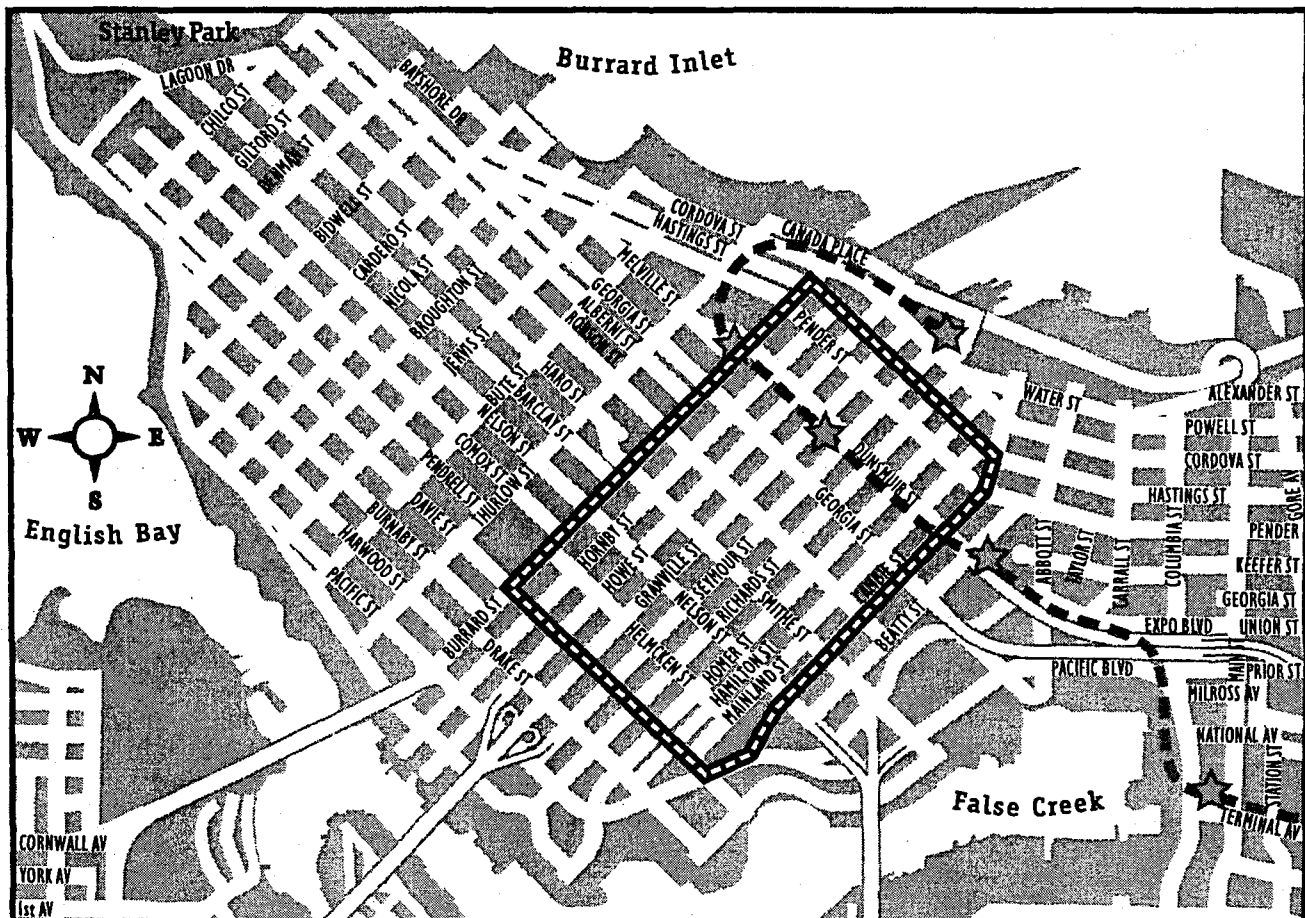 Stanley Park
Burrard Inlet
LAGOON DR
BAYSHORE DR
CHILCO ST
GILFORD ST
DENMAN ST
BIDWELL ST
CARDERO ST
NICOLA ST
BROUGHTON ST
JERVIS ST
BUTE ST
THURLOW ST
CORDOVA ST
HASTINGS ST
CANADA PLACE
MELVILLE ST
GEORGIA ST
ALBERNI ST
ROBSON ST
HARO ST
BARCLAY ST
NELSON ST
COMOX ST
PENDRELL ST
DAVIE ST
BURNABY ST
HARWOOD ST
PACIFIC ST
PENDER ST
DUNSMUIR ST
GEORGIA ST
WATER ST
ALEXANDER ST
POWELL ST
CORDOVA ST
HASTINGS ST
GORE AV
PENDER
KEEFER ST
GEORGIA ST
UNION ST
EXPO BLVD
PACIFIC BLVD
MAIN
PRIOR ST
MILROSS AV
NATIONAL AV
STATION ST
TERMINAL AV
ABBOTT ST
TAYLOR ST
CARRALL ST
COLUMBIA ST
N
W
E
S
English Bay
BURRARD ST
DRAKE ST
HORNBY ST
HOWE ST
GRANVILLE ST
SEYMOUR ST
NELSON ST
RICHARDS ST
SMITHE ST
HELMCKEN ST
HOMER ST
HAMILTON ST
MAINLAND ST
CAMBIE ST
BEATTY ST
False Creek
CORNWALL AV
YORK AV
1st AV